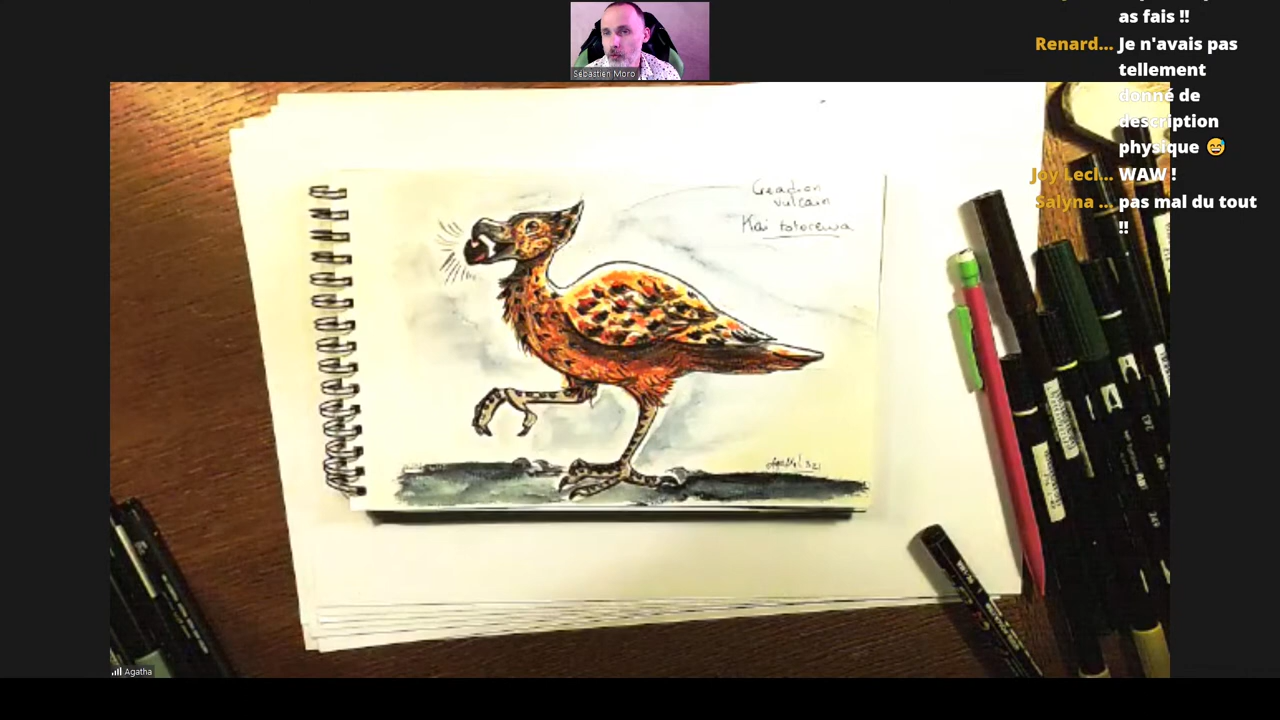 Sébastien Moro
as fais !!
Renard... Je n'avais pas
tellement
donné de
description
physique 😅
Joy Lecl... WAW !
Salyna ... pas mal du tout
!!
Creation
vulcain
Kai totorewa
Agatha